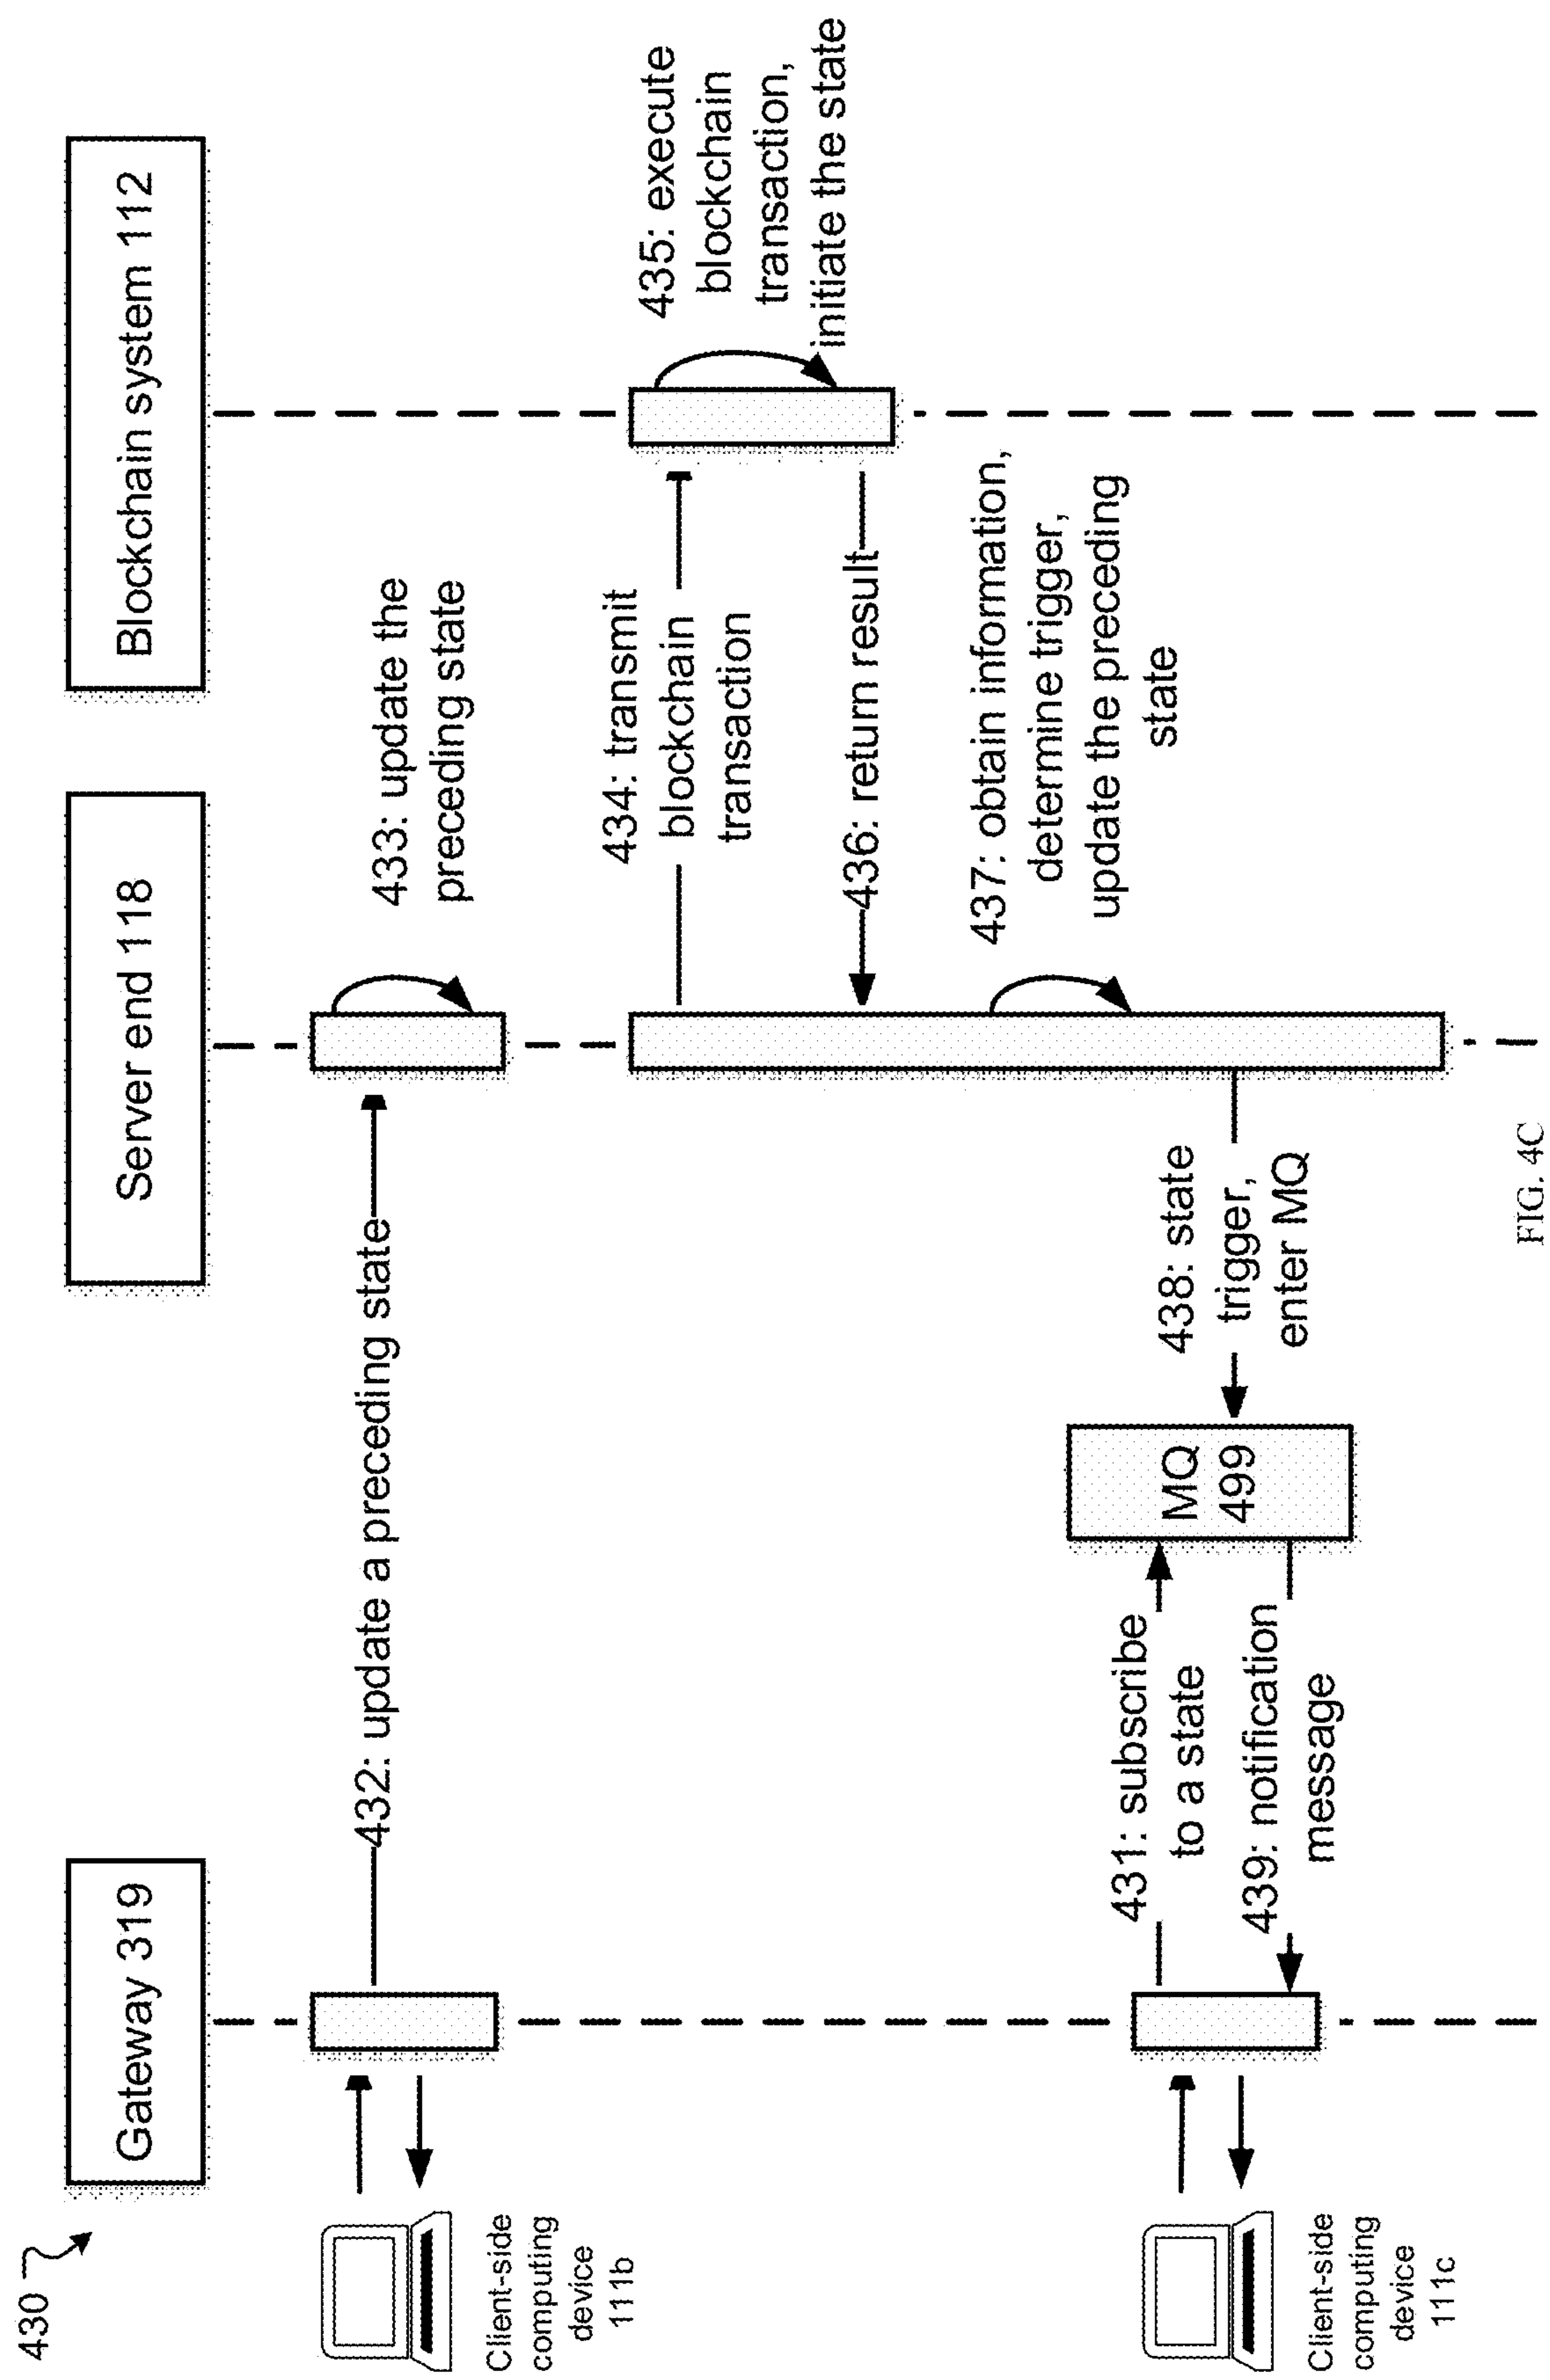 430
Gateway 319
Server end 118
Blockchain system 112
Client-side
computing
device
111b
432: update a preceding state
433: update the
preceding state
434: transmit
blockchain
transaction
435: execute
blockchain
transaction,
initiate the state
436: return result
437: obtain information,
determine trigger,
update the preceding
state
Client-side
computing
device
111c
431: subscribe
to a state
439: notification
message
MQ
499
438: state
trigger,
enter MQ
FIG. 4C